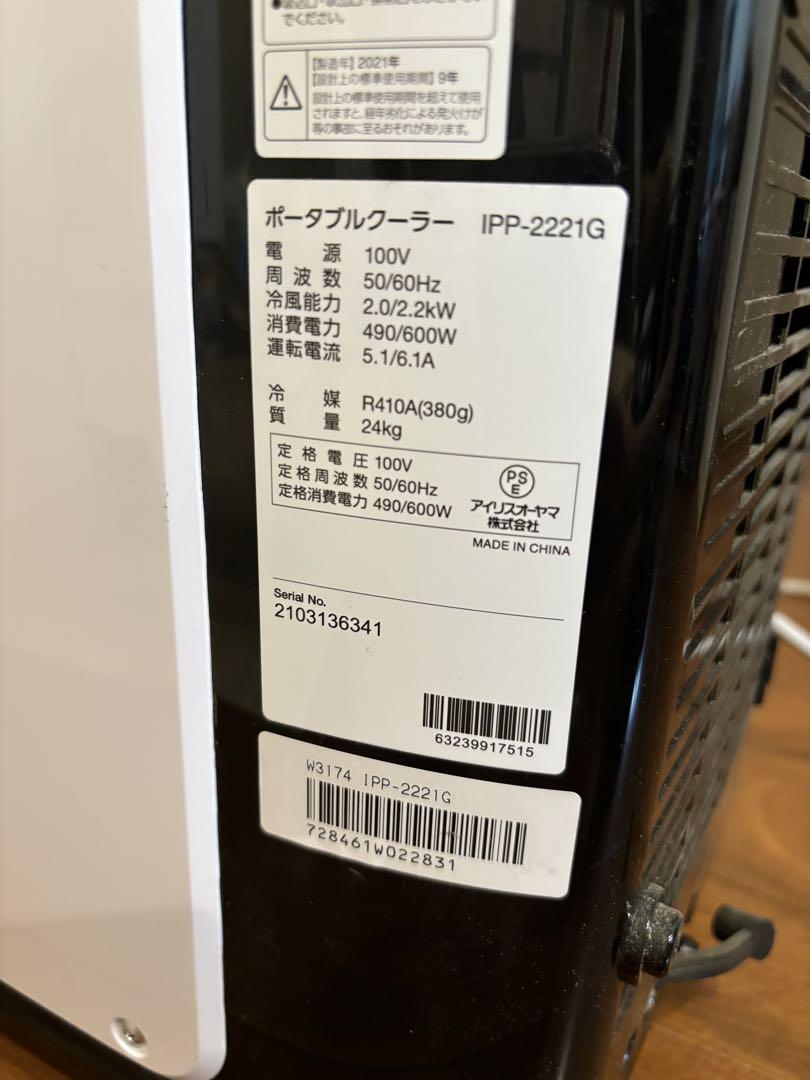 でください。
【製造年】2021年
【設計上の標準使用期間】9年
設計上の標準使用期間を超えて使用
されますと、経年劣化による発火けが
等の事故に至るおそれがあります。
ポータブルクーラー IPP-2221G
電源 100V
周波数 50/60Hz
冷風能力 2.0/2.2kW
消費電力 490/600W
運転電流 5.1/6.1A
冷媒 R410A(380g)
質量 24kg
定格電圧 100V
定格周波数 50/60Hz
定格消費電力 490/600W
PS
E
アイリスオーヤマ
株式会社
MADE IN CHINA
Serial No.
2103136341
63239917515
W3174 IPP-2221G
728461W022831